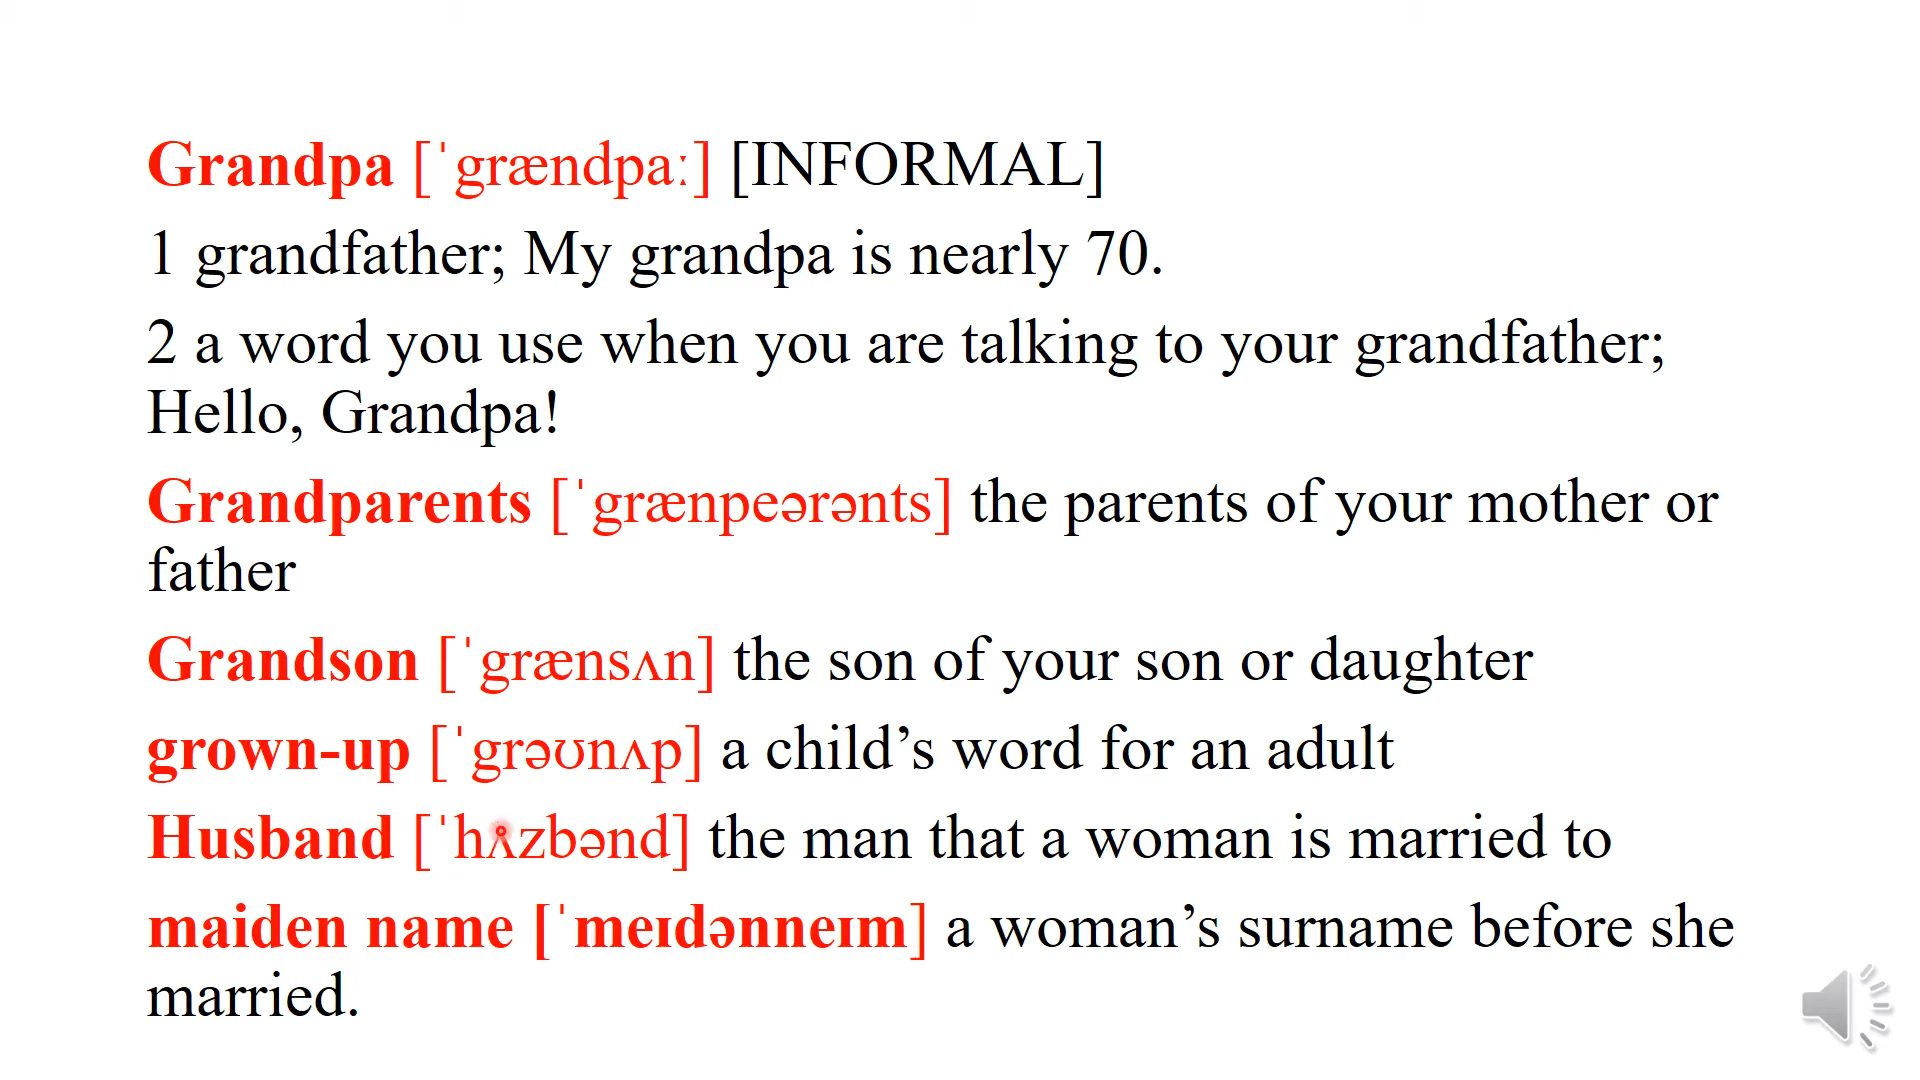 Grandpa [ˈgrændpaː] [INFORMAL]
1 grandfather; My grandpa is nearly 70.
2 a word you use when you are talking to your grandfather;
Hello, Grandpa!
Grandparents [ˈgrænpeərənts] the parents of your mother or
father
Grandson [ˈgrænsʌn] the son of your son or daughter
grown-up [ˈgrəʊnʌp] a child’s word for an adult
Husband [ˈhʌzbənd] the man that a woman is married to
maiden name [ˈmeɪdənneɪm] a woman’s surname before she
married.